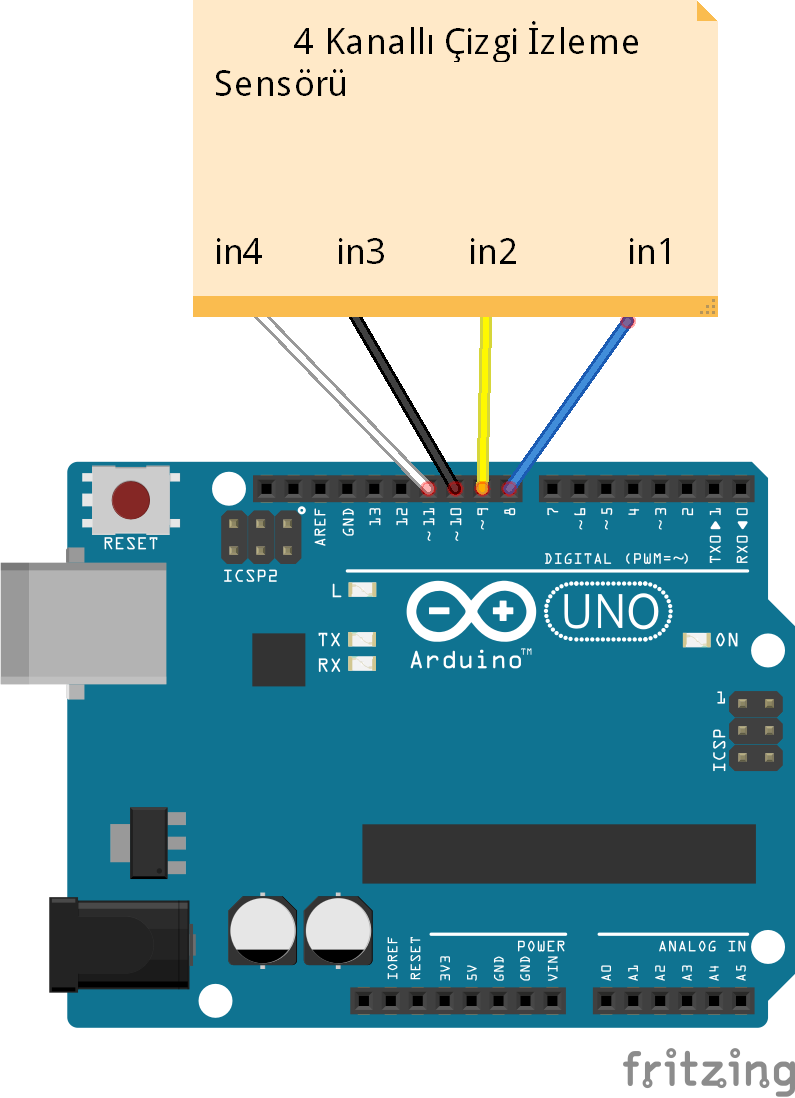 4 Kanallı Çizgi İzleme
Sensörü
in4 in3 in2 in1
RESET
ICSP2
AREF
GND
13
12
~11
~10
~9
8
7
~6
~5
4
~3
2
TX0▶1
RX0◀0
DIGITAL (PWM=~)
L
TX
RX
UNO
Arduino™
ON
1
ICSP
POWER
ANALOG IN
IOREF
RESET
3V3
5V
GND
GND
VIN
A0
A1
A2
A3
A4
A5
fritzing